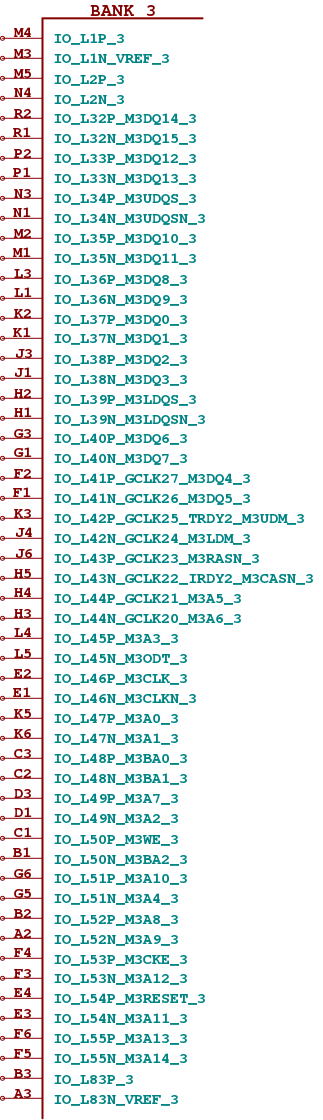 BANK 3
M4 IO_L1P_3
M3 IO_L1N_VREF_3
M5 IO_L2P_3
N4 IO_L2N_3
R2 IO_L32P_M3DQ14_3
R1 IO_L32N_M3DQ15_3
P2 IO_L33P_M3DQ12_3
P1 IO_L33N_M3DQ13_3
N3 IO_L34P_M3UDQS_3
N1 IO_L34N_M3UDQSN_3
M2 IO_L35P_M3DQ10_3
M1 IO_L35N_M3DQ11_3
L3 IO_L36P_M3DQ8_3
L1 IO_L36N_M3DQ9_3
K2 IO_L37P_M3DQ0_3
K1 IO_L37N_M3DQ1_3
J3 IO_L38P_M3DQ2_3
J1 IO_L38N_M3DQ3_3
H2 IO_L39P_M3LDQS_3
H1 IO_L39N_M3LDQSN_3
G3 IO_L40P_M3DQ6_3
G1 IO_L40N_M3DQ7_3
F2 IO_L41P_GCLK27_M3DQ4_3
F1 IO_L41N_GCLK26_M3DQ5_3
K3 IO_L42P_GCLK25_TRDY2_M3UDM_3
J4 IO_L42N_GCLK24_M3LDM_3
J6 IO_L43P_GCLK23_M3RASN_3
H5 IO_L43N_GCLK22_IRDY2_M3CASN_3
H4 IO_L44P_GCLK21_M3A5_3
H3 IO_L44N_GCLK20_M3A6_3
L4 IO_L45P_M3A3_3
L5 IO_L45N_M3ODT_3
E2 IO_L46P_M3CLK_3
E1 IO_L46N_M3CLKN_3
K5 IO_L47P_M3A0_3
K6 IO_L47N_M3A1_3
C3 IO_L48P_M3BA0_3
C2 IO_L48N_M3BA1_3
D3 IO_L49P_M3A7_3
D1 IO_L49N_M3A2_3
C1 IO_L50P_M3WE_3
B1 IO_L50N_M3BA2_3
G6 IO_L51P_M3A10_3
G5 IO_L51N_M3A4_3
B2 IO_L52P_M3A8_3
A2 IO_L52N_M3A9_3
F4 IO_L53P_M3CKE_3
F3 IO_L53N_M3A12_3
E4 IO_L54P_M3RESET_3
E3 IO_L54N_M3A11_3
F6 IO_L55P_M3A13_3
F5 IO_L55N_M3A14_3
B3 IO_L83P_3
A3 IO_L83N_VREF_3